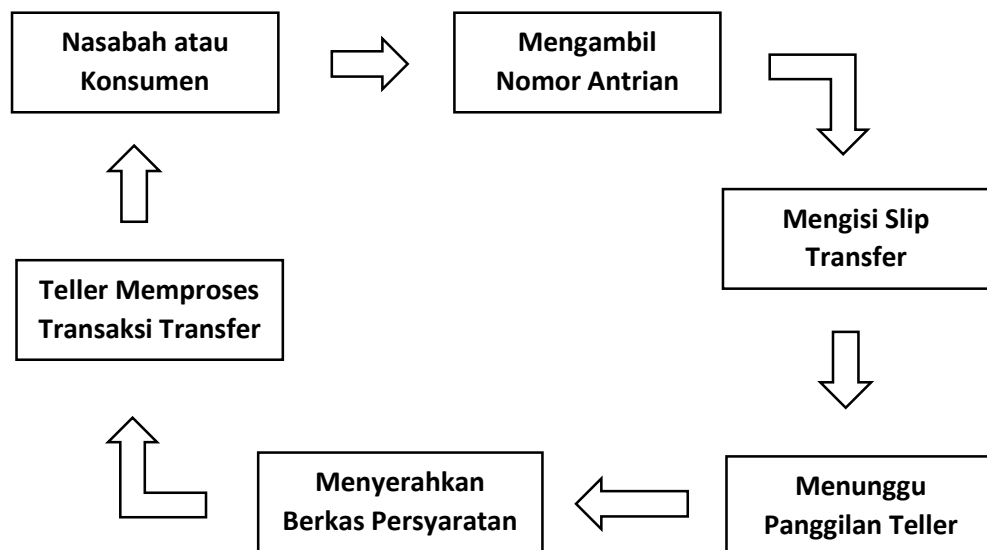 Nasabah atau
Konsumen
Mengambil
Nomor Antrian
Mengisi Slip
Transfer
Menunggu
Panggilan Teller
Menyerahkan
Berkas Persyaratan
Teller Memproses
Transaksi Transfer